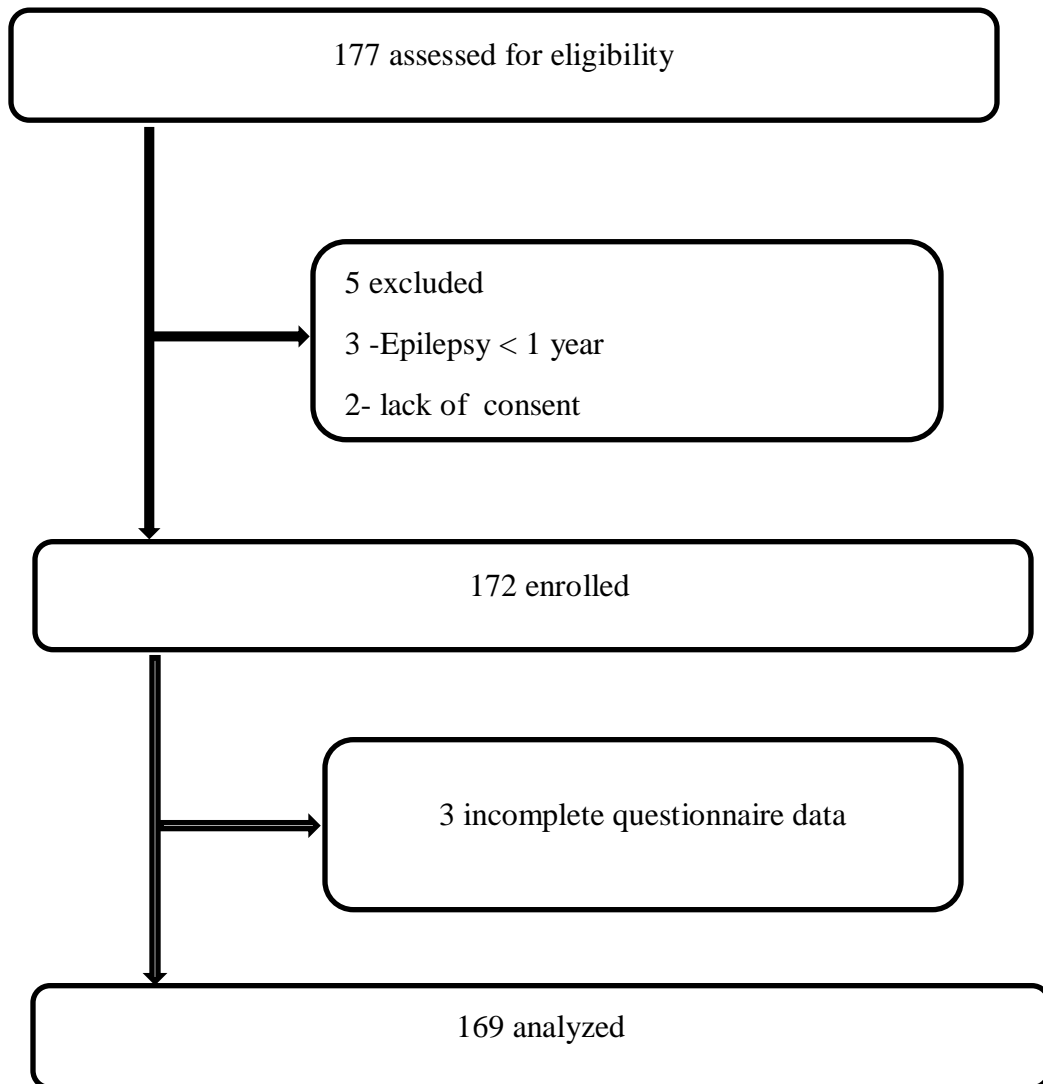 177 assessed for eligibility
5 excluded
3 -Epilepsy < 1 year
2- lack of  consent
172 enrolled
3 incomplete questionnaire data
169 analyzed